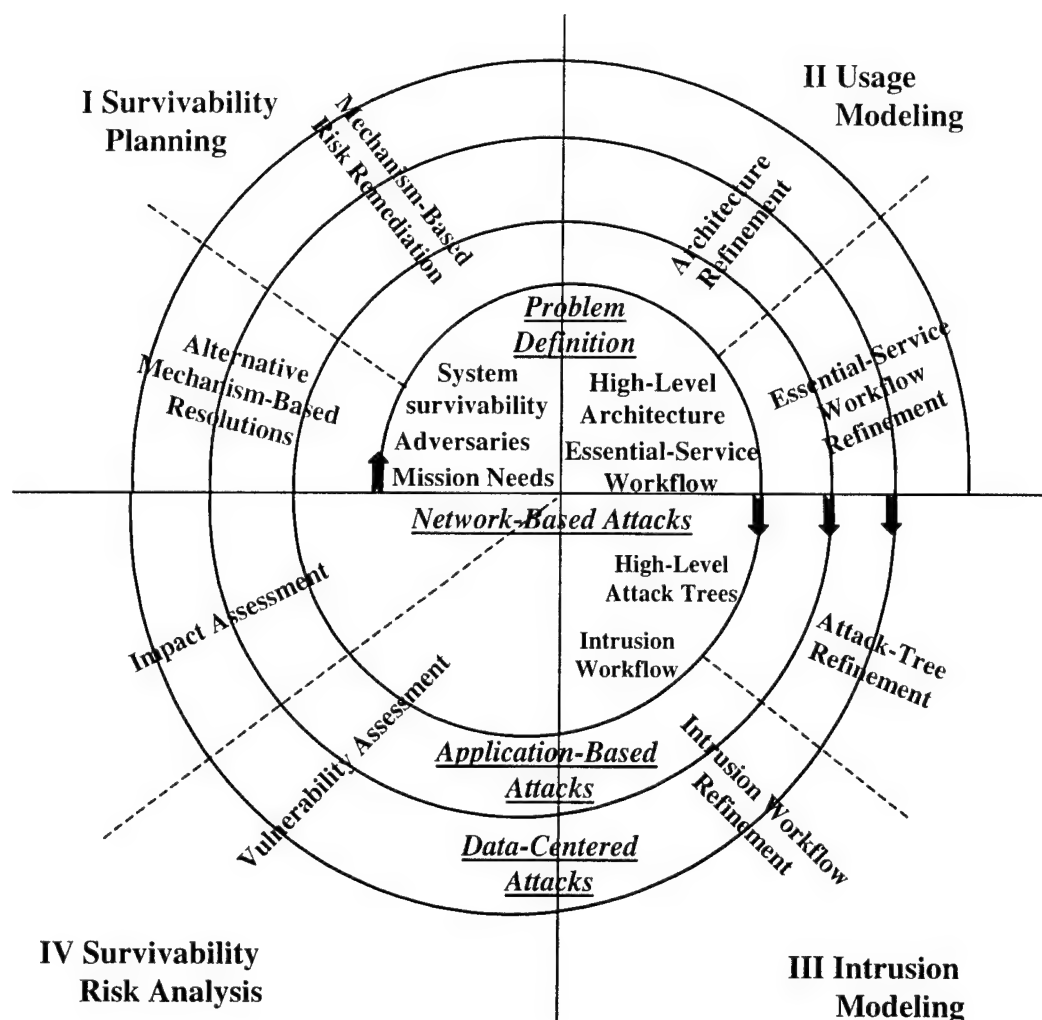 I Survivability
Planning
II Usage
Modeling
Mechanism-Based
Risk Remediation
Architecture
Refinement
Alternative
Mechanism-Based
Resolutions
Problem
Definition
System
survivability
Adversaries
Mission Needs
High-Level
Architecture
Essential-Service
Workflow
Essential-Service
Workflow
Refinement
Network-Based Attacks
High-Level
Attack Trees
Intrusion
Workflow
Impact Assessment
Vulnerability Assessment
Attack-Tree
Refinement
Intrusion Workflow
Refinement
Application-Based
Attacks
Data-Centered
Attacks
IV Survivability
Risk Analysis
III Intrusion
Modeling